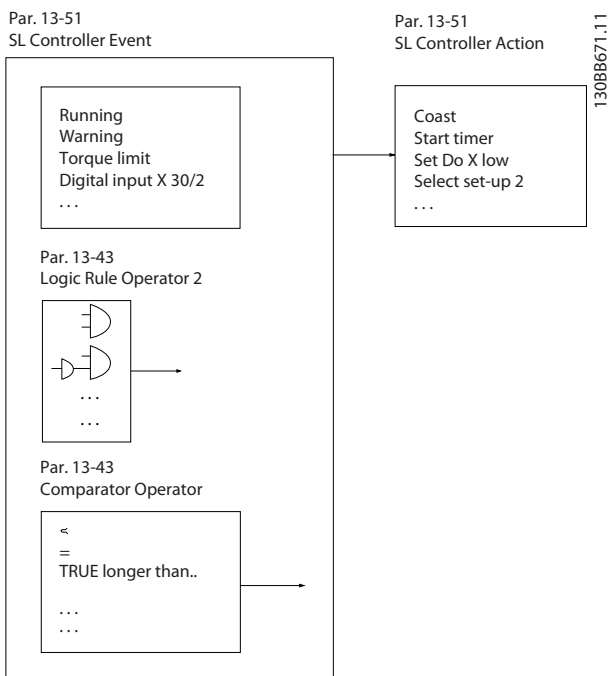 Par. 13-51
SL Controller Event
Par. 13-51
SL Controller Action
130BB671.11
Running
Warning
Torque limit
Digital input X 30/2
. . .
Coast
Start timer
Set Do X low
Select set-up 2
. . .
Par. 13-43
Logic Rule Operator 2
. . .
. . .
Par. 13-43
Comparator Operator
<
=
TRUE longer than..
. . .
. . .